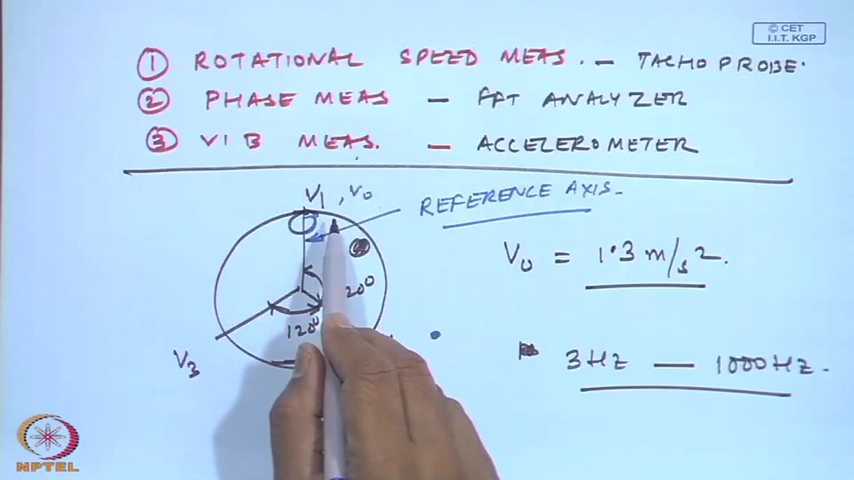 © CET
I.I.T. KGP
① ROTATIONAL SPEED MEAS. — TACHO PROBE.
② PHASE MEAS — FFT ANALYZER
③ VIB MEAS. — ACCELEROMETER
V1, V0
REFERENCE AXIS.
V0 = 1.3 m/s2.
20°
120°
V3
3Hz — 1000Hz.
NPTEL